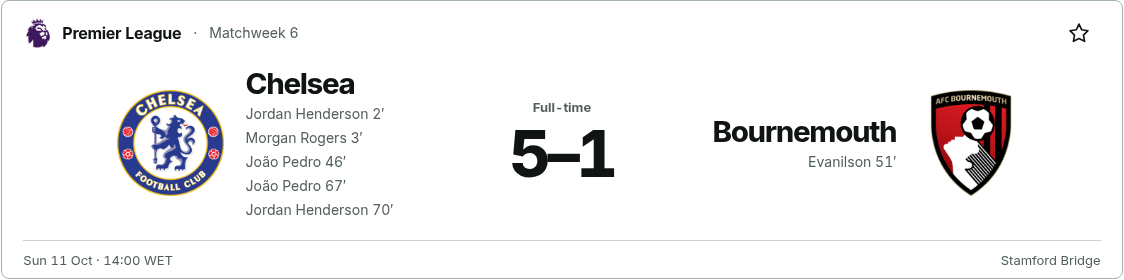 Premier League · Matchweek 6
CHELSEA
FOOTBALL CLUB
Chelsea
Jordan Henderson 2′
Morgan Rogers 3′
João Pedro 46′
João Pedro 67′
Jordan Henderson 70′
Full-time
5–1
Bournemouth
Evanilson 51′
AFC BOURNEMOUTH
Sun 11 Oct · 14:00 WET
Stamford Bridge